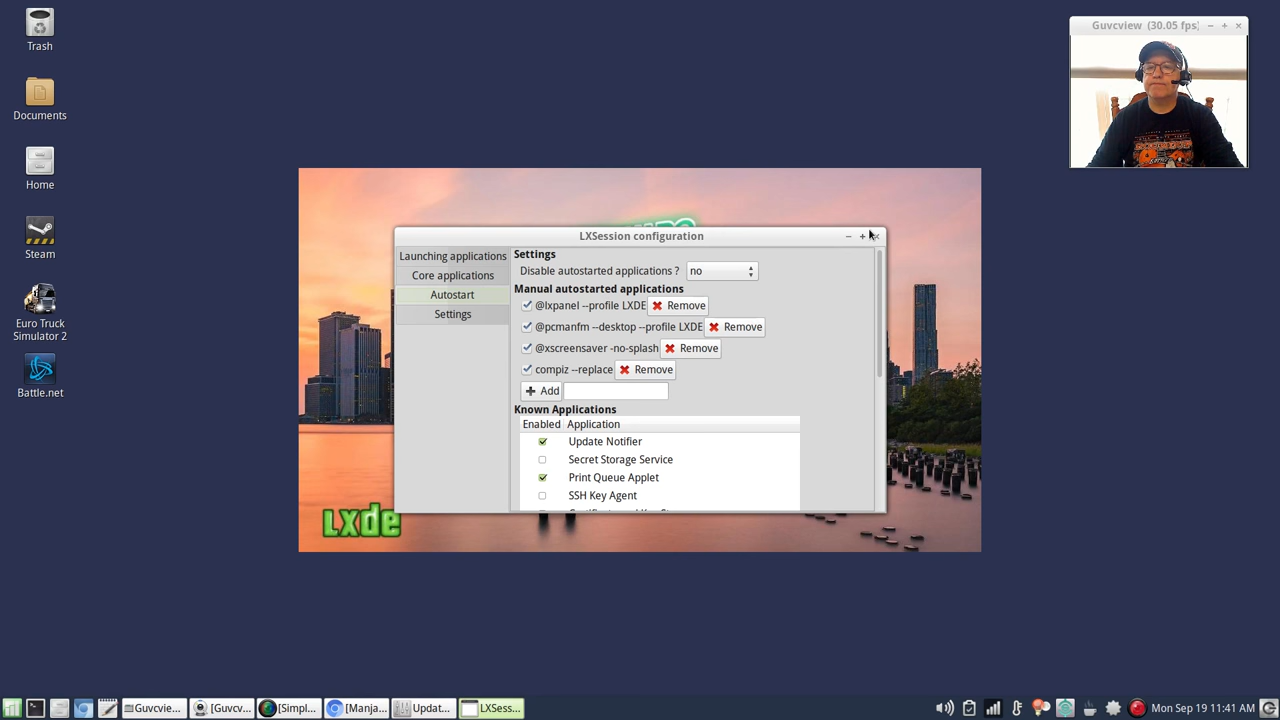 Trash
Documents
Home
Steam
Euro Truck
Simulator 2
Battle.net
Guvcview (30.05 fps)
LXSession configuration
Launching applications
Core applications
Autostart
Settings
Settings
Disable autostarted applications ? no
Manual autostarted applications
@lxpanel --profile LXDE Remove
@pcmanfm --desktop --profile LXDE Remove
@xscreensaver -no-splash Remove
compiz --replace Remove
Add
Known Applications
Enabled Application
Update Notifier
Secret Storage Service
Print Queue Applet
SSH Key Agent
lxde
Guvcview... [Guvcv... [Simpl... [Manja... Updat... LXSess... Mon Sep 19 11:41 AM